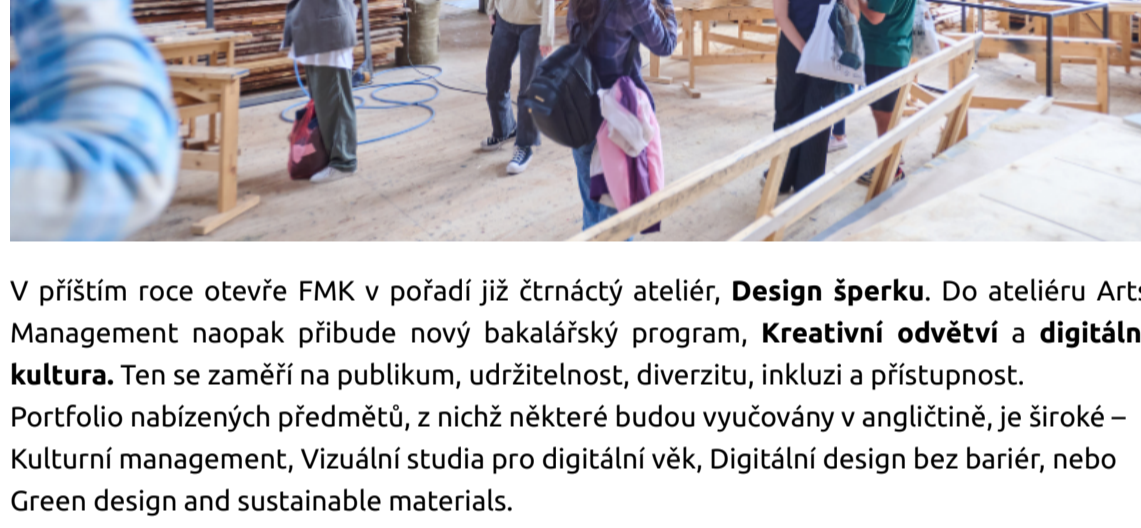 V příštím roce otevře FMK v pořadí již čtrnáctý ateliér, Design šperku. Do ateliéru Arts
Management naopak přibude nový bakalářský program, Kreativní odvětví a digitáln
kultura. Ten se zaměří na publikum, udržitelnost, diverzitu, inkluzi a přístupnost.
Portfolio nabízených předmětů, z nichž některé budou vyučovány v angličtině, je široké –
Kulturní management, Vizuální studia pro digitální věk, Digitální design bez bariér, nebo
Green design and sustainable materials.